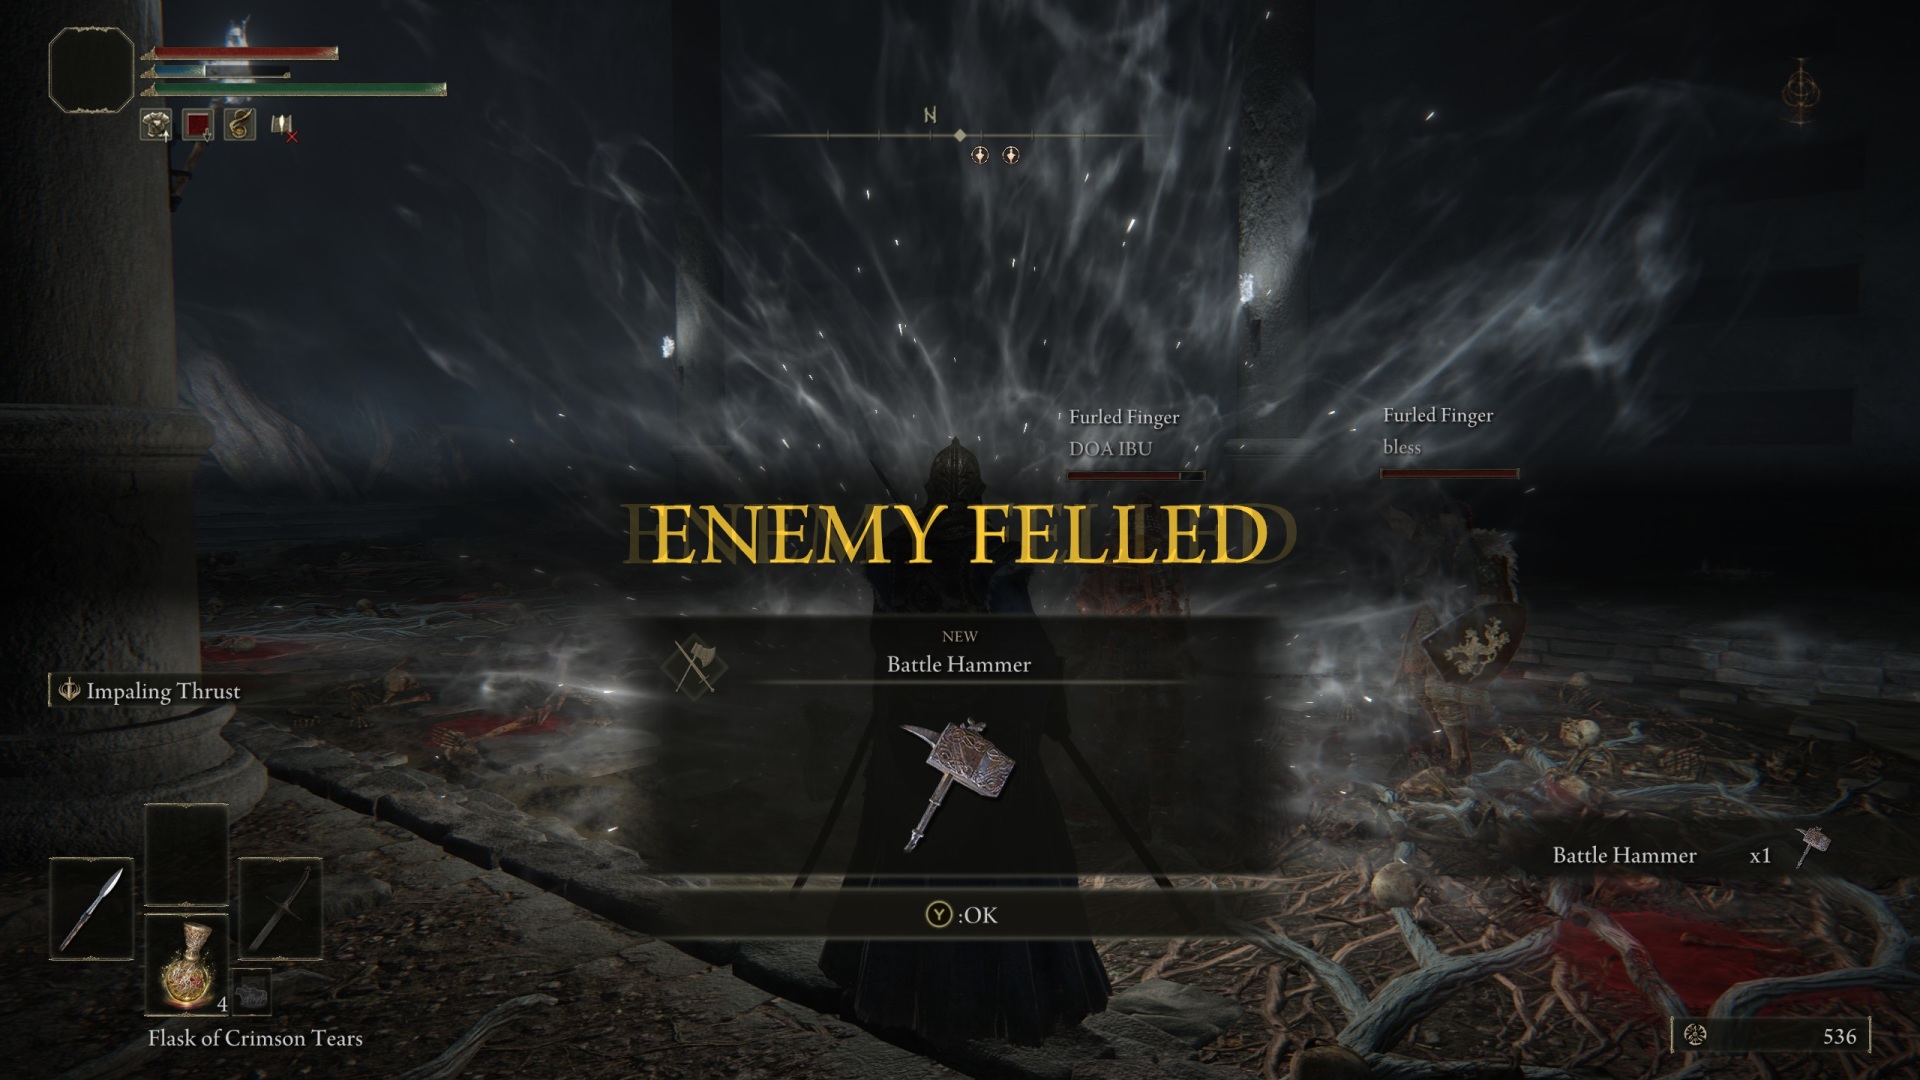 N
Furled Finger
DOA IBU
Furled Finger
bless
ENEMY FELLED
NEW
Battle Hammer
Impaling Thrust
Battle Hammer x1
Y :OK
4
Flask of Crimson Tears
536